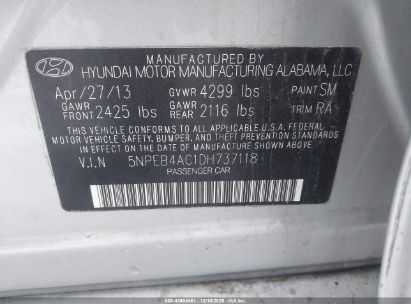 MANUFACTURED BY
HYUNDAI MOTOR MANUFACTURING ALABAMA, LLC
Apr/27/13 GVWR 4299 lbs PAINT SM
GAWR FRONT 2425 lbs GAWR REAR 2116 lbs TRIM RA
THIS VEHICLE CONFORMS TO ALL APPLICABLE FEDERAL
MOTOR VEHICLE SAFETY, BUMPER, AND THEFT PREVENTION
STANDARDS IN EFFECT ON THE DATE OF MANUFACTURE
SHOWN ABOVE.
V.I.N 5NPEB4AC1DH737118
PASSENGER CAR